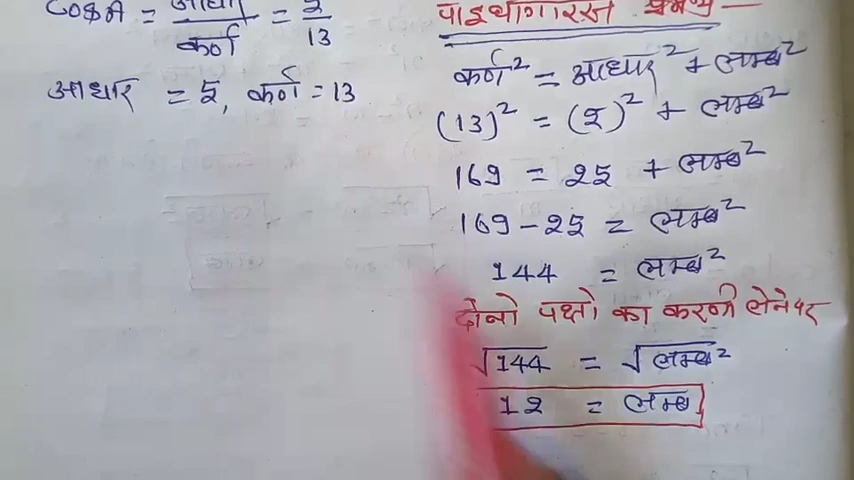 CosA = आधार/कर्ण = 5/13
आधार = 5, कर्ण = 13
पाइथागोरस प्रमेय —
कर्ण² = आधार² + लम्ब²
(13)² = (5)² + लम्ब²
169 = 25 + लम्ब²
169 - 25 = लम्ब²
144 = लम्ब²
दोनो पक्षो का करणी लेने पर
√144 = √लम्ब²
12 = लम्ब